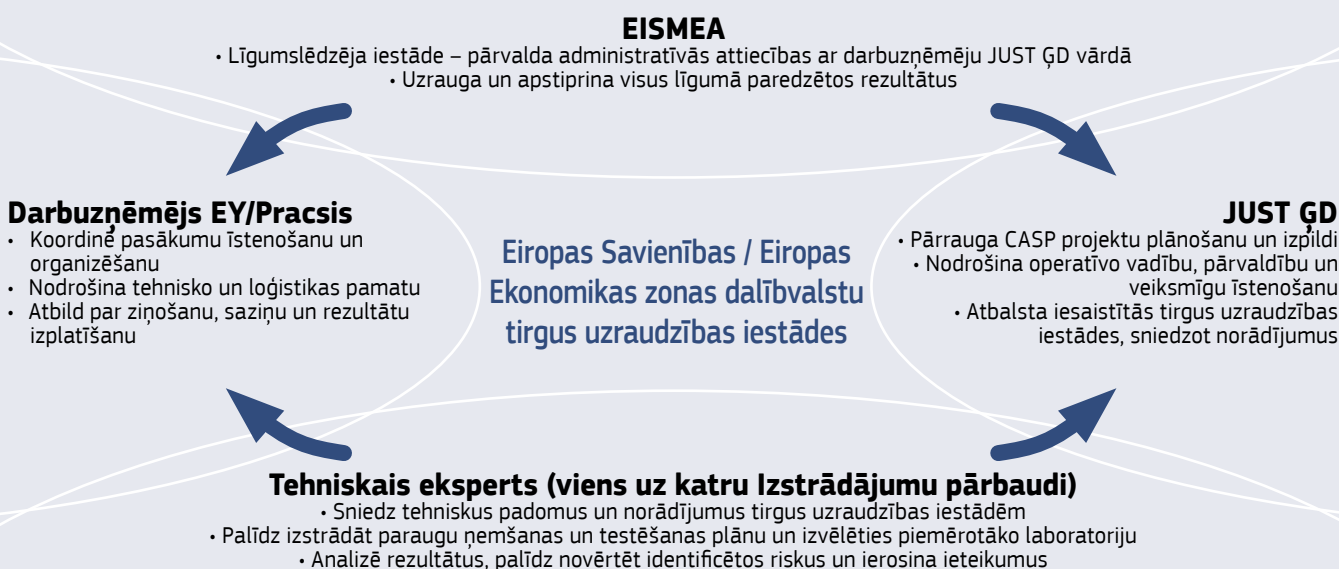 EISMEA
• Līgumslēdzēja iestāde – pārvalda administratīvās attiecības ar darbuzņēmēju JUST ĢD vārdā
• Uzrauga un apstiprina visus līgumā paredzētos rezultātus
Darbuzņēmējs EY/Pracsis
• Koordinē pasākumu īstenošanu un
organizēšanu
• Nodrošina tehnisko un loģistikas pamatu
• Atbild par ziņošanu, saziņu un rezultātu
izplatīšanu
Eiropas Savienības / Eiropas
Ekonomikas zonas dalībvalstu
tirgus uzraudzības iestādes
JUST ĢD
• Pārrauga CASP projektu plānošanu un izpildi
• Nodrošina operatīvo vadību, pārvaldību un
veiksmīgu īstenošanu
• Atbalsta iesaistītās tirgus uzraudzības
iestādes, sniedzot norādījumus
Tehniskais eksperts (viens uz katru Izstrādājumu pārbaudi)
• Sniedz tehniskus padomus un norādījumus tirgus uzraudzības iestādēm
• Palīdz izstrādāt paraugu ņemšanas un testēšanas plānu un izvēlēties piemērotāko laboratoriju
• Analizē rezultātus, palīdz novērtēt identificētos riskus un ierosina ieteikumus